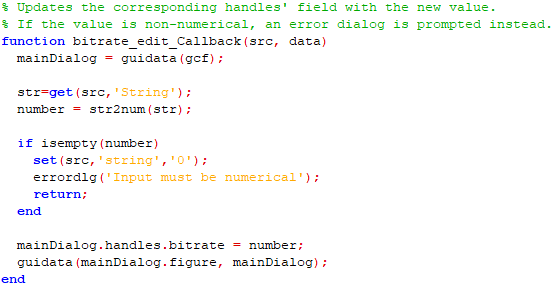 % Updates the corresponding handles' field with the new value.
% If the value is non-numerical, an error dialog is prompted instead.
function bitrate_edit_Callback(src, data)
  mainDialog = guidata(gcf);

  str=get(src,'String');
  number = str2num(str);

  if isempty(number)
    set(src,'string','0');
    errordlg('Input must be numerical');
    return;
  end

  mainDialog.handles.bitrate = number;
  guidata(mainDialog.figure, mainDialog);
end